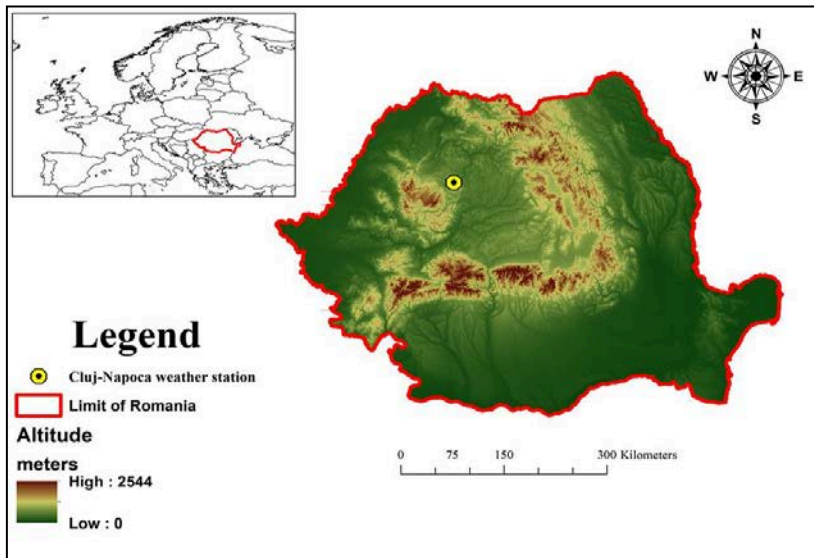 N
W E
S
Legend
Cluj-Napoca weather station
Limit of Romania
Altitude
meters
High : 2544
Low : 0
0 75 150 300 Kilometers